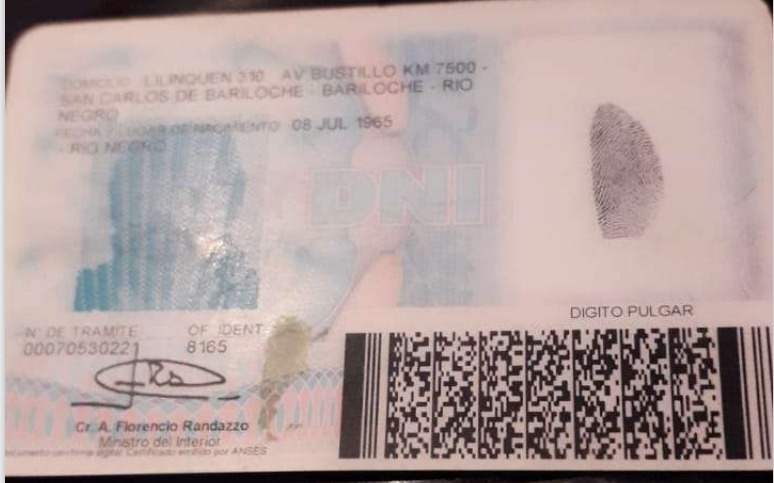 DOMICILIO LILINQUEN 310 AV BUSTILLO KM 7500 -
SAN CARLOS DE BARILOCHE - BARILOCHE - RIO
NEGRO
FECHA Y LUGAR DE NACIMIENTO 08 JUL 1965
- RIO NEGRO
DNI
DIGITO PULGAR
N° DE TRAMITE OF IDENT
0007053022 8165
Cr. A. Florencio Randazzo
Ministro del Interior
Documento con firma digital Certificado emitido por ANSES